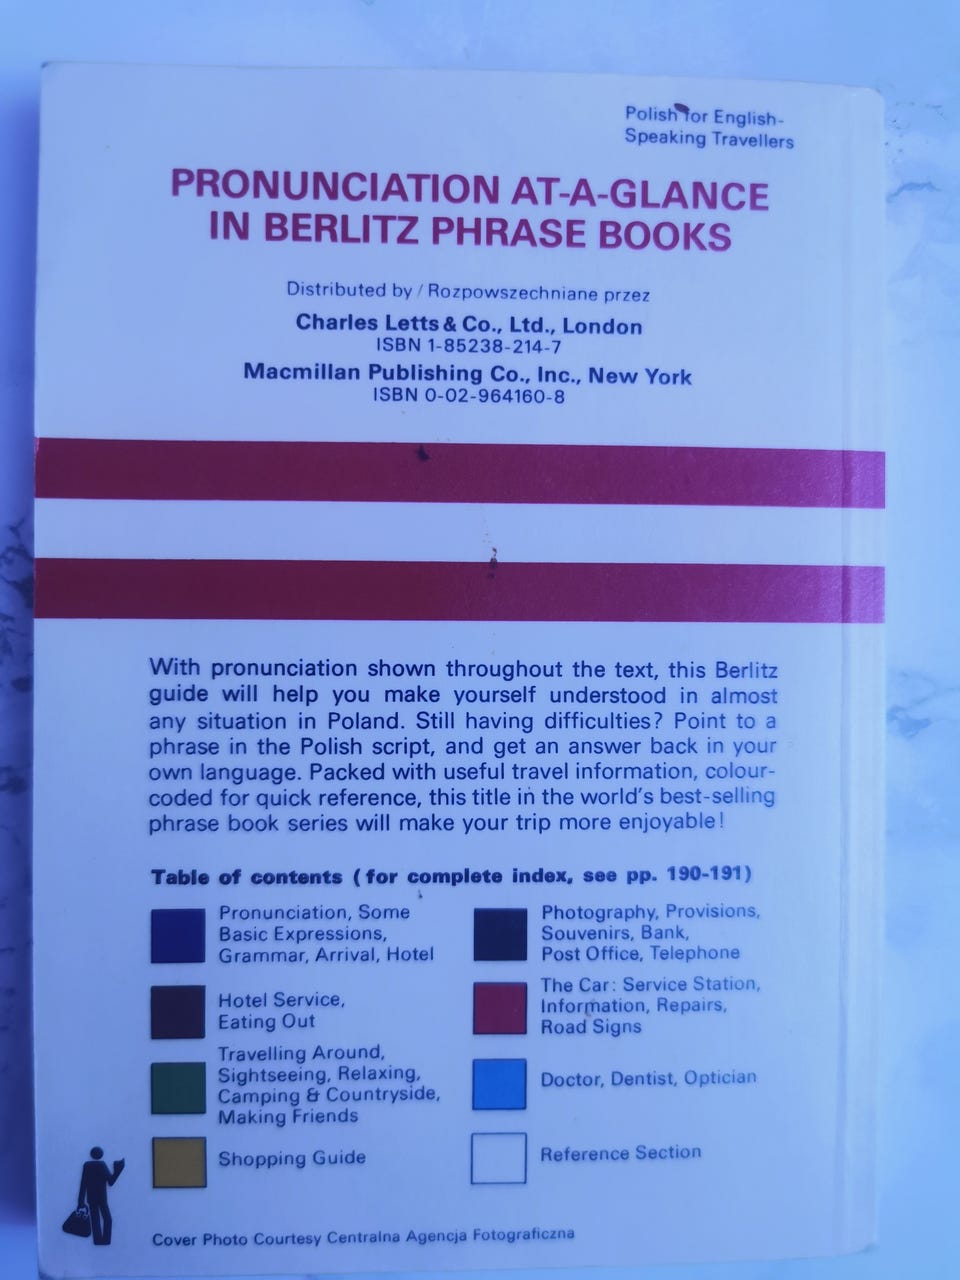 Polish for English-
Speaking Travellers
PRONUNCIATION AT-A-GLANCE
IN BERLITZ PHRASE BOOKS
Distributed by / Rozpowszechniane przez
Charles Letts & Co., Ltd., London
ISBN 1-85238-214-7
Macmillan Publishing Co., Inc., New York
ISBN 0-02-964160-8
With pronunciation shown throughout the text, this Berlitz
guide will help you make yourself understood in almost
any situation in Poland. Still having difficulties? Point to a
phrase in the Polish script, and get an answer back in your
own language. Packed with useful travel information, colour-
coded for quick reference, this title in the world's best-selling
phrase book series will make your trip more enjoyable!
Table of contents (for complete index, see pp. 190-191)
Pronunciation, Some
Basic Expressions,
Grammar, Arrival, Hotel
Hotel Service,
Eating Out
Travelling Around,
Sightseeing, Relaxing,
Camping & Countryside,
Making Friends
Shopping Guide
Photography, Provisions,
Souvenirs, Bank,
Post Office, Telephone
The Car: Service Station,
Information, Repairs,
Road Signs
Doctor, Dentist, Optician
Reference Section
Cover Photo Courtesy Centralna Agencja Fotograficzna